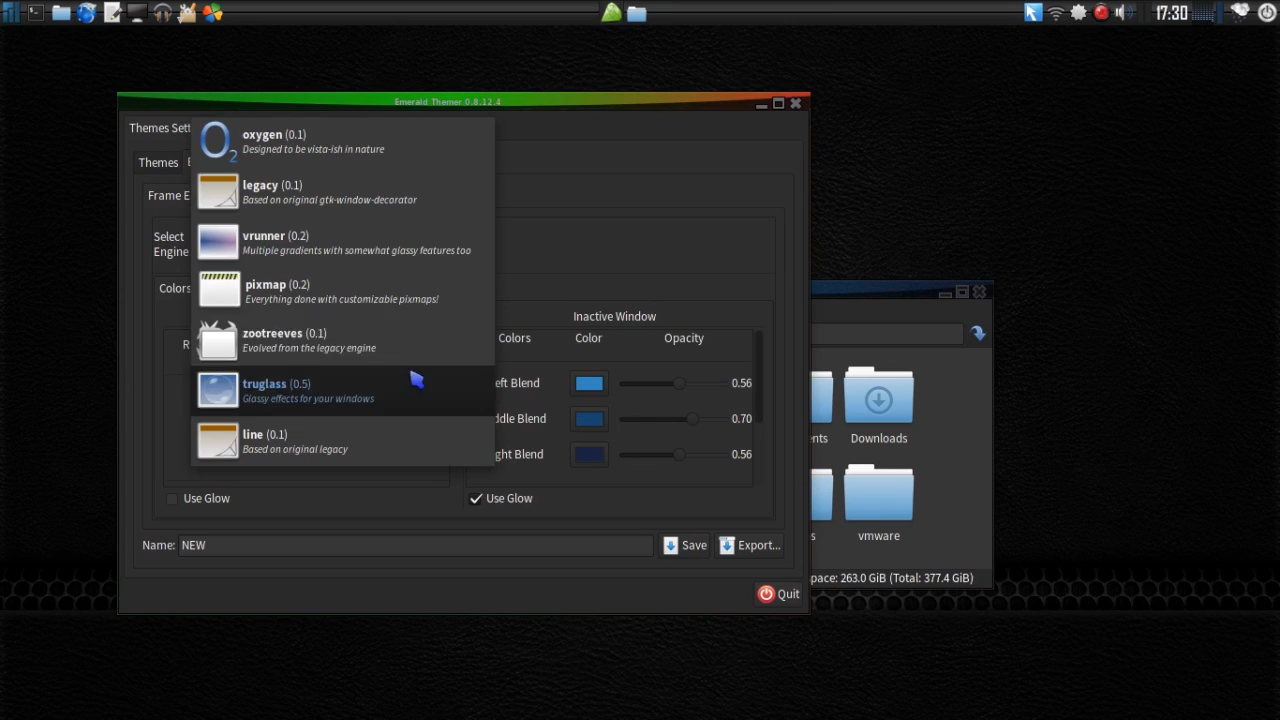 17:30
Emerald Themer 0.8.12.4
Themes Sett
oxygen (0.1)
Designed to be vista-ish in nature
Themes
legacy (0.1)
Based on original gtk-window-decorator
Frame E
Select
Engine
vrunner (0.2)
Multiple gradients with somewhat glassy features too
Colors
pixmap (0.2)
Everything done with customizable pixmaps!
Inactive Window
zootreeves (0.1)
Evolved from the legacy engine
R
Colors
Color
Opacity
truglass (0.5)
Glassy effects for your windows
eft Blend
0.56
ddle Blend
0.70
line (0.1)
Based on original legacy
ght Blend
0.56
Use Glow
Use Glow
Name:
NEW
Save
Export...
Quit
nts
Downloads
s
vmware
pace: 263.0 GiB (Total: 377.4 GiB)